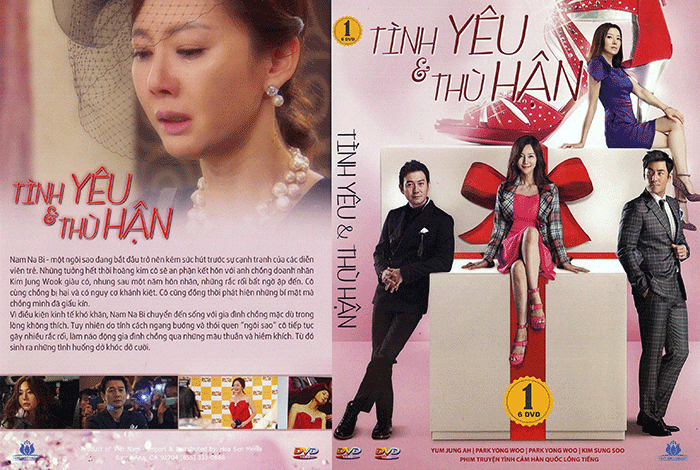 TÌNH YÊU
& THÙ HẬN
Nam Na Bi - một ngôi sao đang bắt đầu trở nên kém sức hút trước sự cạnh tranh của các diễn
viên trẻ. Những tưởng hết thời hoàng kim cô sẽ an phận kết hôn với anh chồng doanh nhân
Kim Jung Wook giàu có, nhưng sau một năm hôn nhân, những rắc rối bất ngờ ập đến. Cô
cùng chồng bị hại và có nguy cơ khánh kiệt. Cô cũng đồng thời phát hiện những bí mật mà
chồng mình đã giấu kín.
Vì điều kiện kinh tế khó khăn, Nam Na Bi chuyển đến sống với gia đình chồng mặc dù trong
lòng không thích. Tuy nhiên do tính cách ngang bướng và thói quen "ngôi sao" cô tiếp tục
gây nhiều rắc rối, làm náo động gia đình chồng qua những mâu thuẫn và hiềm khích. Từ đó
sinh ra những tình huống dở khóc dở cười.
DVD
TÌNH YÊU & THÙ HẬN
1
6 DVD
TÌNH YÊU
& THÙ HẬN
1
6 DVD
YUM JUNG AH | PARK YONG WOO | PARK YONG WOO | KIM SUNG SOO
DVD PHIM TRUYỆN TÌNH CẢM HÀN QUỐC LỒNG TIẾNG